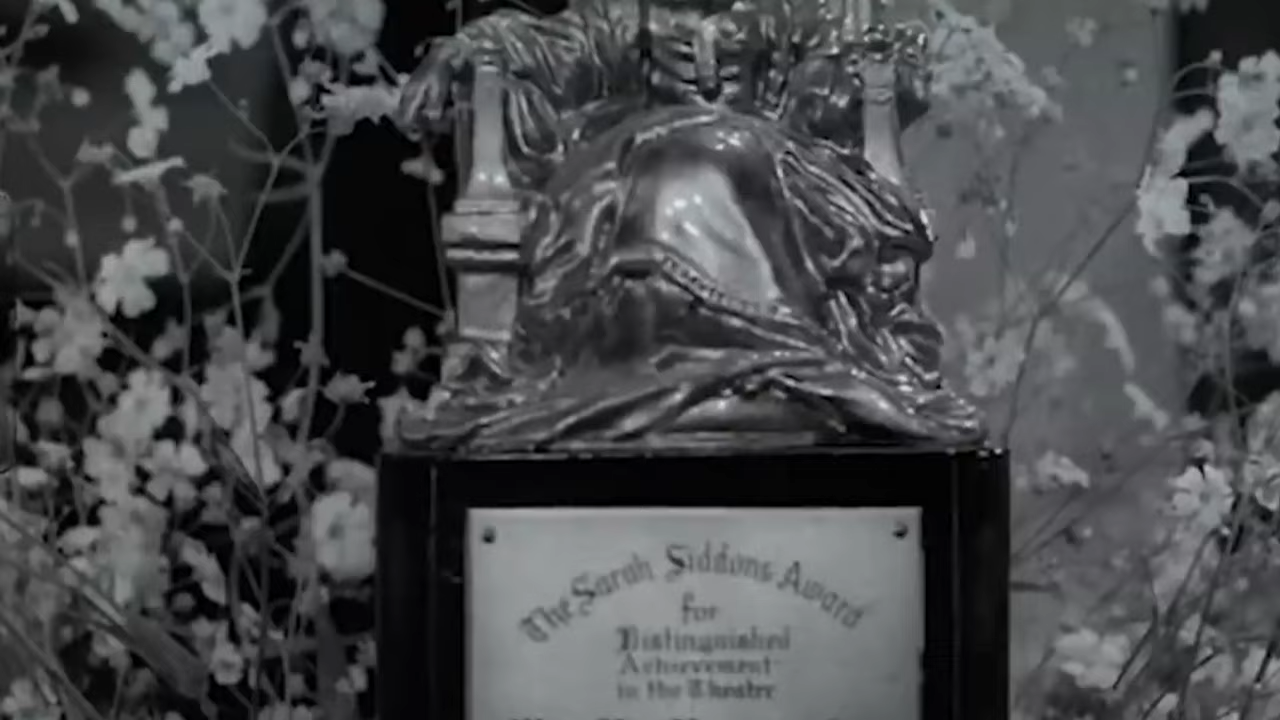 The Sarah Siddons Award
for
Distinguished
Achievement
in the Theatre